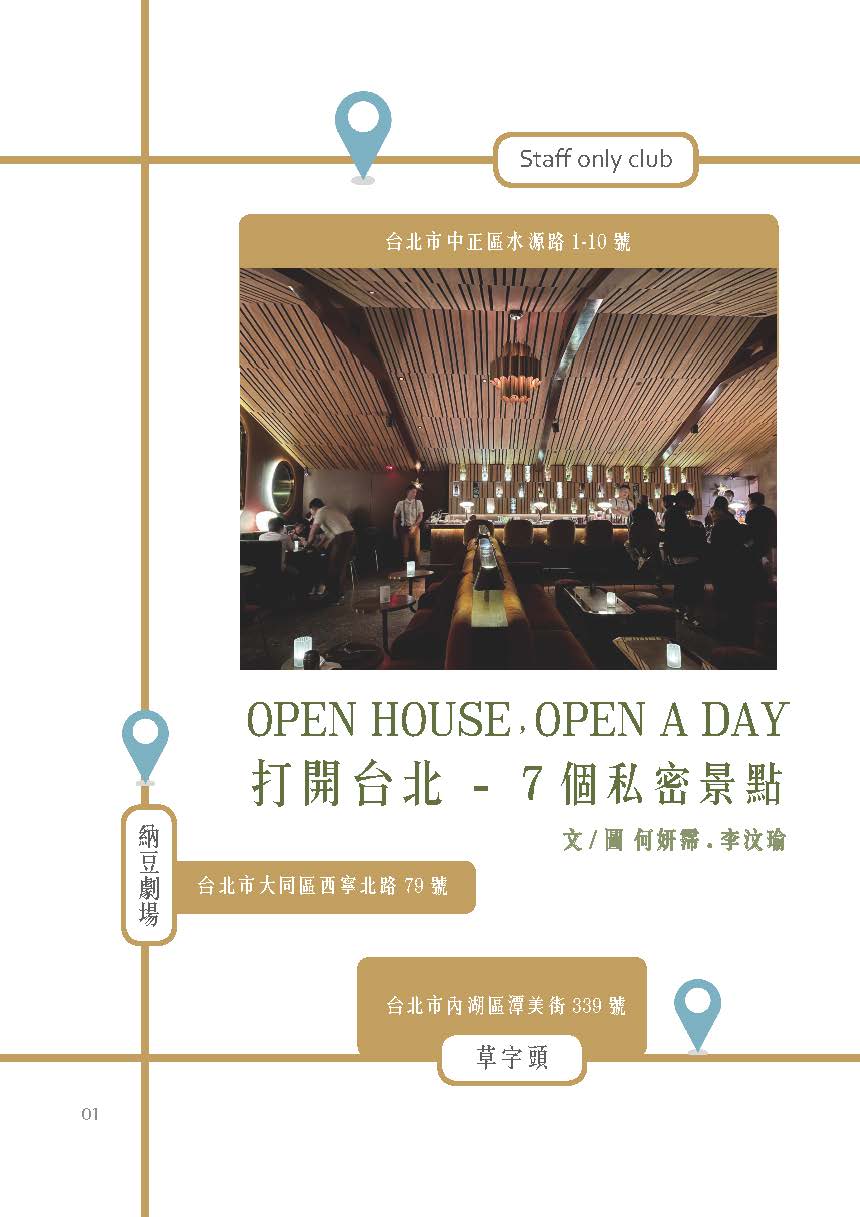 Staff only club
台北市中正區水源路 1-10 號
OPEN HOUSE, OPEN A DAY
打開台北 - 7 個私密景點
文 / 圖 何妍霈 . 李汶瑜
納豆劇場
台北市大同區西寧北路 79 號
台北市內湖區潭美街 339 號
草字頭
01